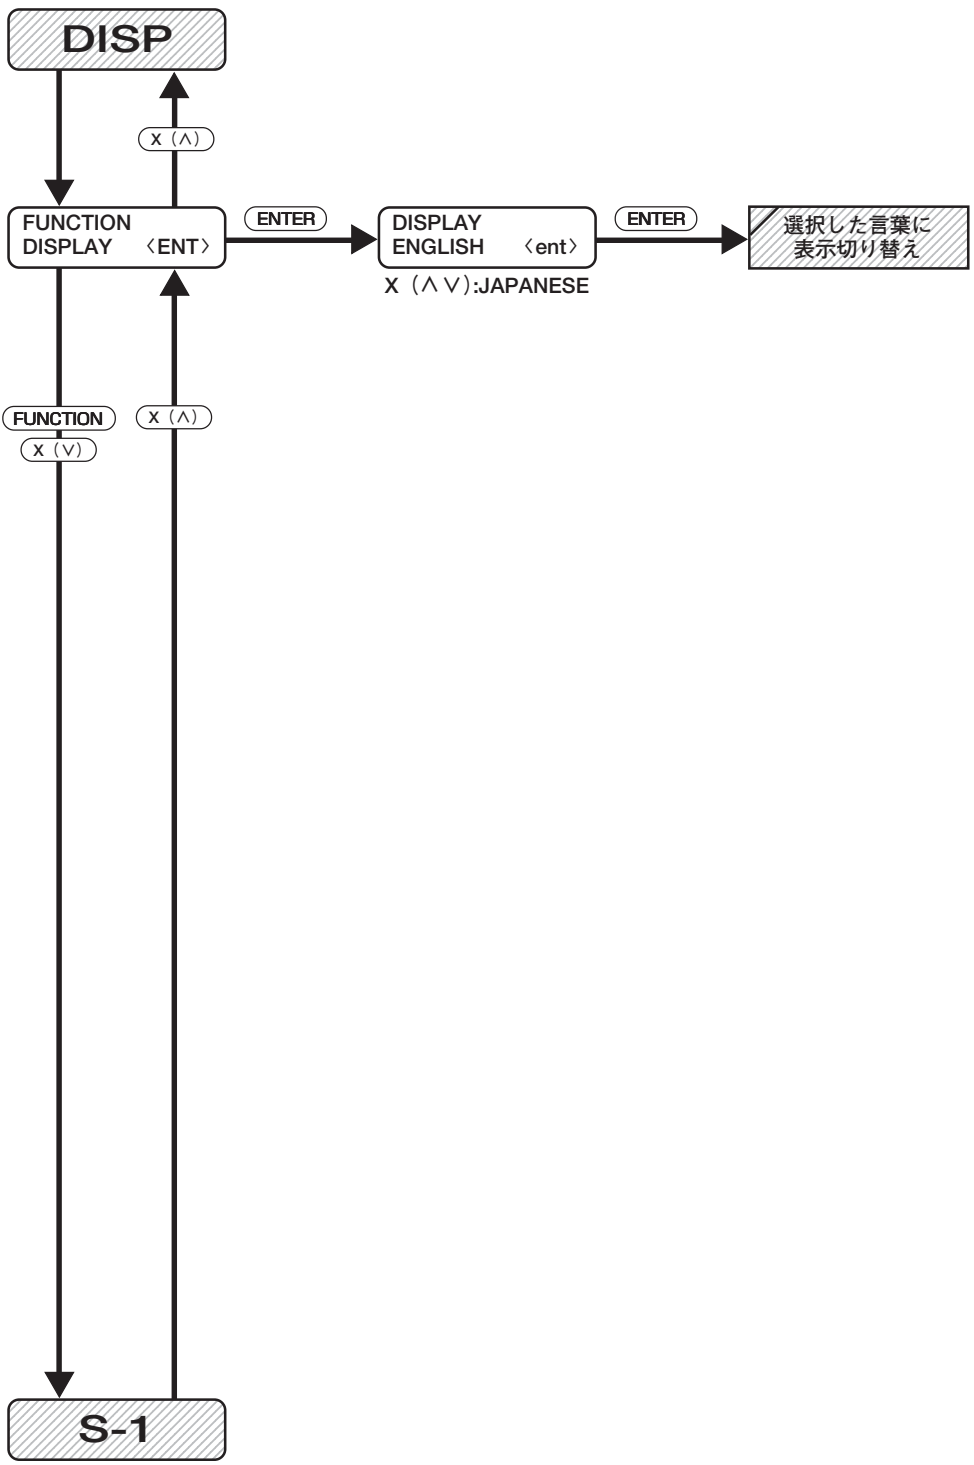 DISP
X (∧)
FUNCTION
DISPLAY 〈ENT〉
ENTER
DISPLAY
ENGLISH 〈ent〉
X (∧∨):JAPANESE
ENTER
選択した言葉に
表示切り替え
FUNCTION
X (∨)
X (∧)
S-1